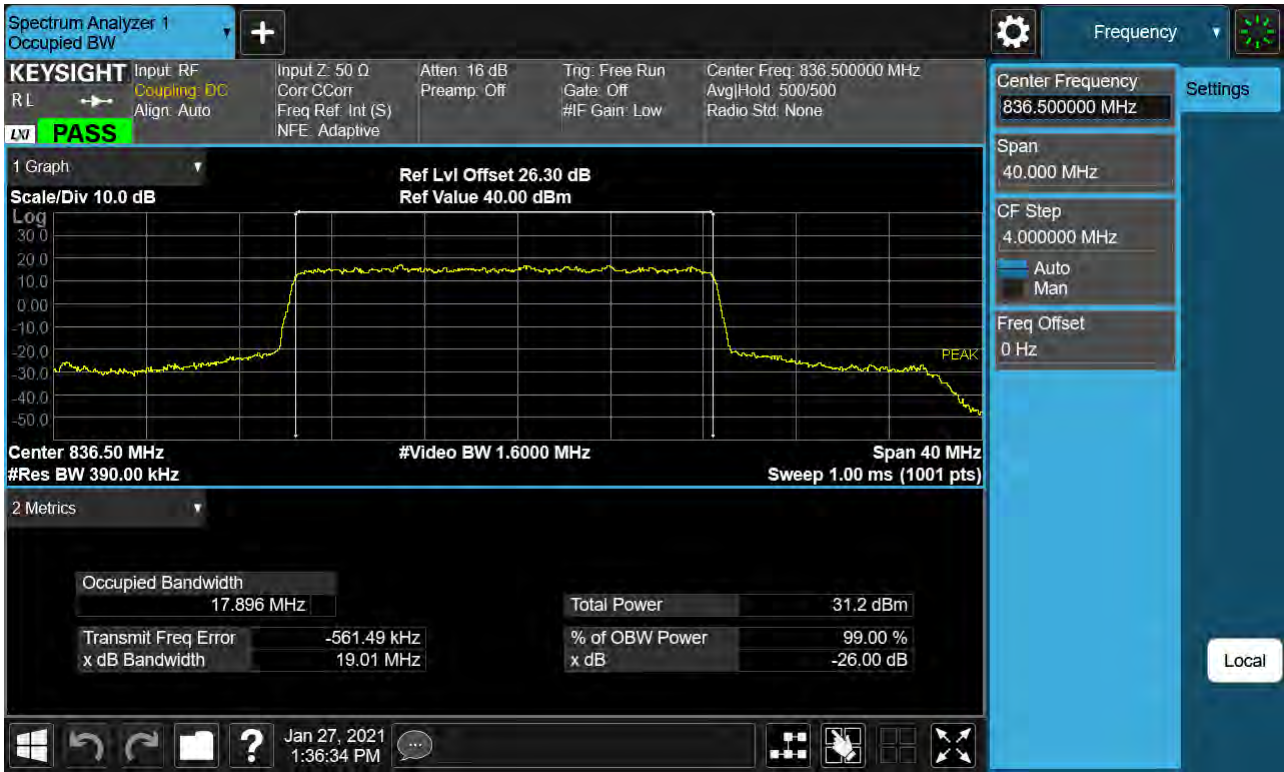 Spectrum Analyzer 1
Occupied BW
+
Frequency
KEYSIGHT
RL
LXI
PASS
Input: RF
Coupling: DC
Align: Auto
Input Z: 50 Ω
Corr CCorr
Freq Ref: Int (S)
NFE: Adaptive
Atten: 16 dB
Preamp: Off
Trig: Free Run
Gate: Off
#IF Gain: Low
Center Freq: 836.500000 MHz
Avg|Hold: 500/500
Radio Std: None
Center Frequency
836.500000 MHz
Settings
Span
40.000 MHz
CF Step
4.000000 MHz
Auto
Man
Freq Offset
0 Hz
Local
1 Graph
Scale/Div 10.0 dB
Ref Lvl Offset 26.30 dB
Ref Value 40.00 dBm
Log
30.0
20.0
10.0
0.00
-10.0
-20.0
-30.0
-40.0
-50.0
PEAK
Center 836.50 MHz
#Video BW 1.6000 MHz
Span 40 MHz
#Res BW 390.00 kHz
Sweep 1.00 ms (1001 pts)
2 Metrics
Occupied Bandwidth
17.896 MHz
Total Power 31.2 dBm
Transmit Freq Error -561.49 kHz
% of OBW Power 99.00 %
x dB Bandwidth 19.01 MHz
x dB -26.00 dB
?
Jan 27, 2021
1:36:34 PM